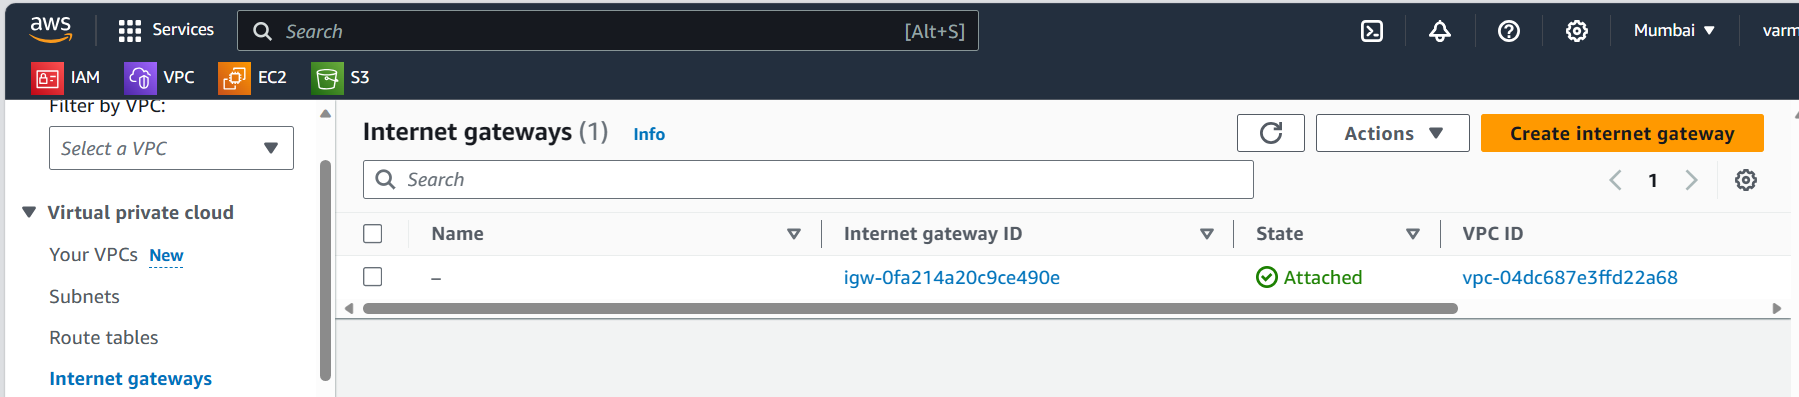 aws Services Search [Alt+S] Mumbai varm
IAM VPC EC2 S3
Filter by VPC:
Select a VPC
Virtual private cloud
Your VPCs New
Subnets
Route tables
Internet gateways
Internet gateways (1) Info Actions Create internet gateway
Search 1
Name Internet gateway ID State VPC ID
– igw-0fa214a20c9ce490e Attached vpc-04dc687e3ffd22a68